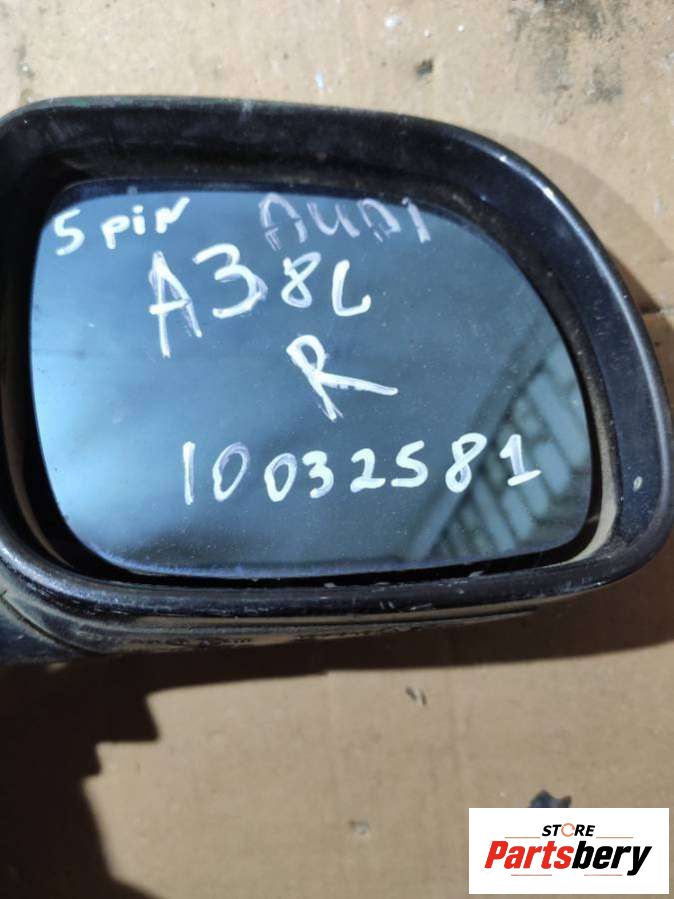 5 pin AUDI
A3 8L
R
10032581
STORE
Partsbery